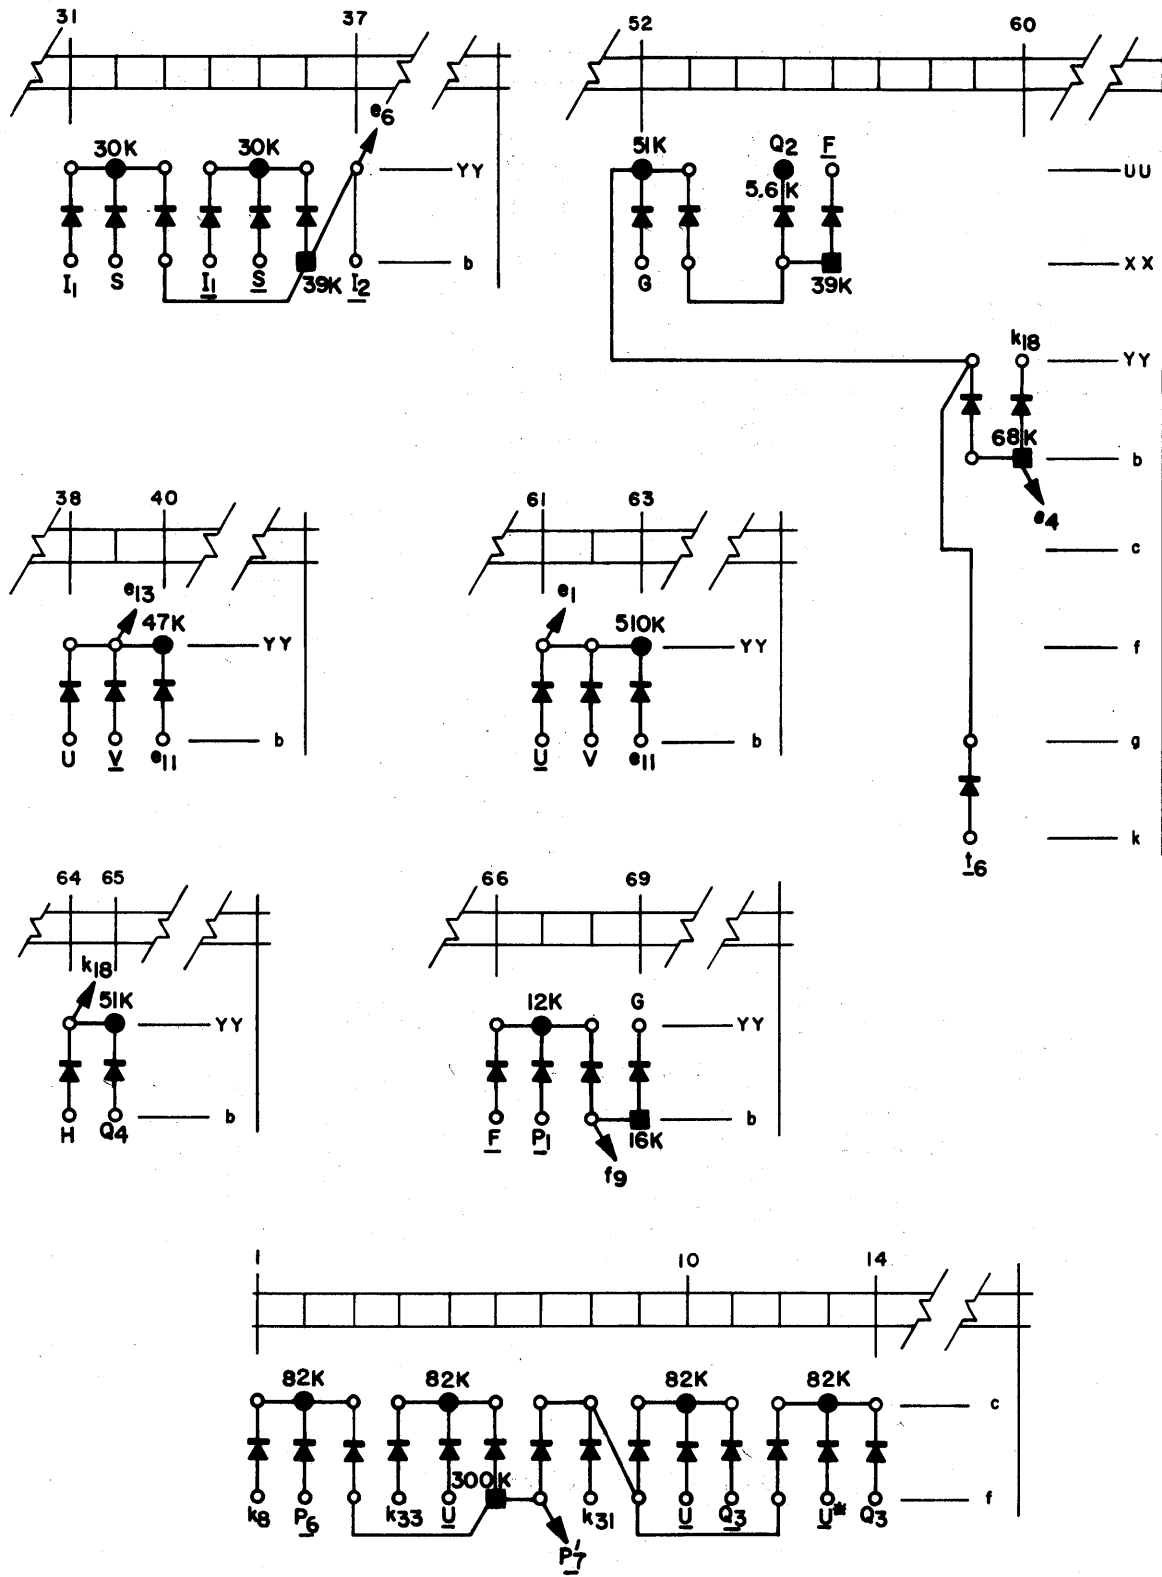 31 37
e6
30K 30K YY
I1 S I1 S 39K I2 b
52 60
51K Q2 F UU
5.6K
G 39K XX
k18 YY
68K b
e4
c
f
g
t6 k
38 40
e13
47K YY
U V e11 b
61 63
e1
510K YY
U V e11 b
64 65
k18
51K YY
H Q4 b
66 69
12K G YY
F P1 16K b
f9
1 10 14
82K 82K 82K 82K c
300K
k8 P6 k33 U k31 U Q3 U* Q3 f
P'7